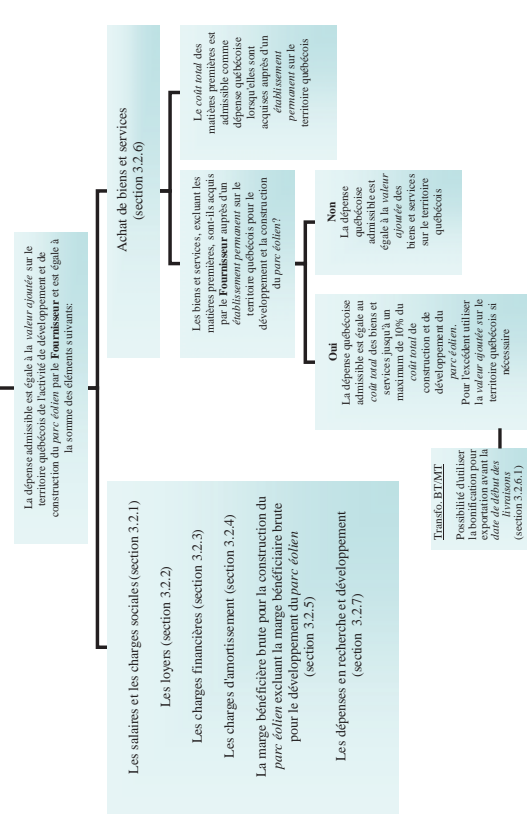 La dépense admissible est égale à la valeur ajoutée sur le
territoire québécois de l'activité de développement et de
construction du parc éolien par le Fournisseur et est égale à
la somme des éléments suivants:
Les salaires et les charges sociales (section 3.2.1)
Les loyers (section 3.2.2)
Les charges financières (section 3.2.3)
Les charges d'amortissement (section 3.2.4)
La marge bénéficière brute pour la construction du
parc éolien excluant la marge bénéficiaire brute
pour le développement du parc éolien
(section 3.2.5)
Les dépenses en recherche et développement
(section 3.2.7)
Achat de biens et services
(section 3.2.6)
Les biens et services, excluant les
matières premières, sont-ils acquis
par le Fournisseur auprès d'un
établissement permanent sur le
territoire québécois pour le
développement et la construction
du parc éolien?
Le coût total des
matières premières est
admissible comme
dépense québécoise
lorsqu'elles sont
acquises auprès d'un
établissement
permanent sur le
territoire québécois
Oui
La dépense québécoise
admissible est égale au
coût total des biens et
services jusqu'à un
maximum de 10% du
coût total de
construction et de
développement du
parc éolien.
Pour l'excédent utiliser
la valeur ajoutée sur le
territoire québécois si
nécessaire
Non
La dépense
québécoise
admissible est
égale à la valeur
ajoutée des
biens et services
sur le territoire
québécois
Transfo. BT/MT
Possibilité d'utiliser
la bonification pour
exportation avant la
date de début des
livraisons
(section 3.2.6.1)